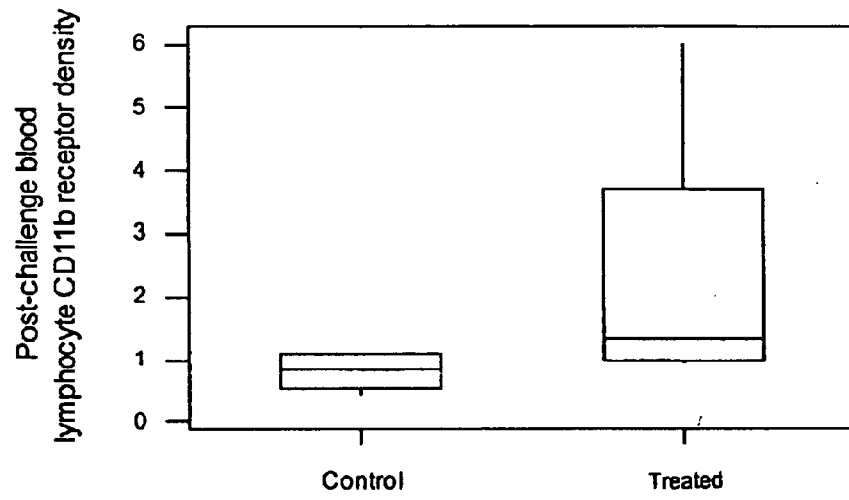 Post-challenge blood
lymphocyte CD11b receptor density
6
5
4
3
2
1
0
Control
Treated